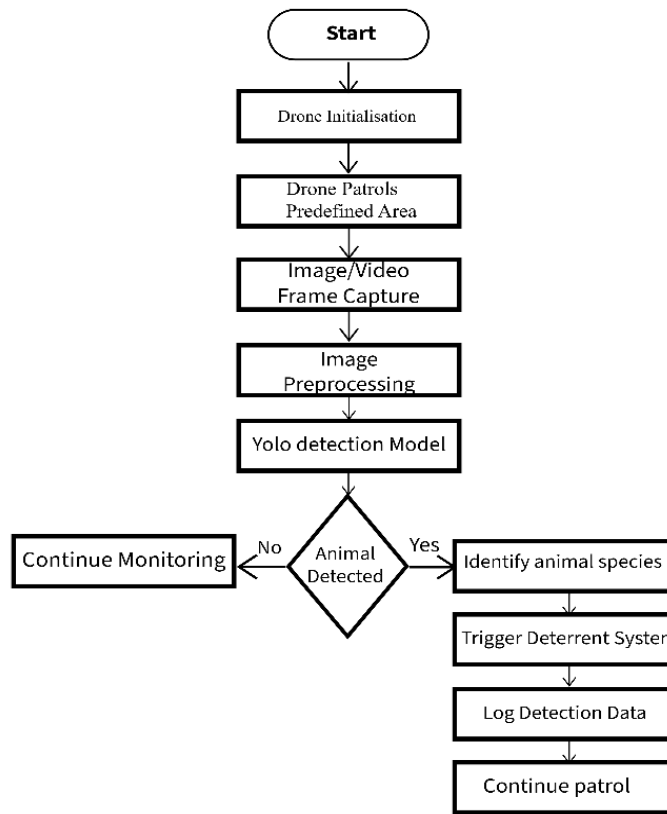 Start
Drone Initialisation
Drone Patrols
Predefined Area
Image/Video
Frame Capture
Image
Preprocessing
Yolo detection Model
Animal
Detected
No
Continue Monitoring
Yes
Identify animal species
Trigger Deterrent System
Log Detection Data
Continue patrol